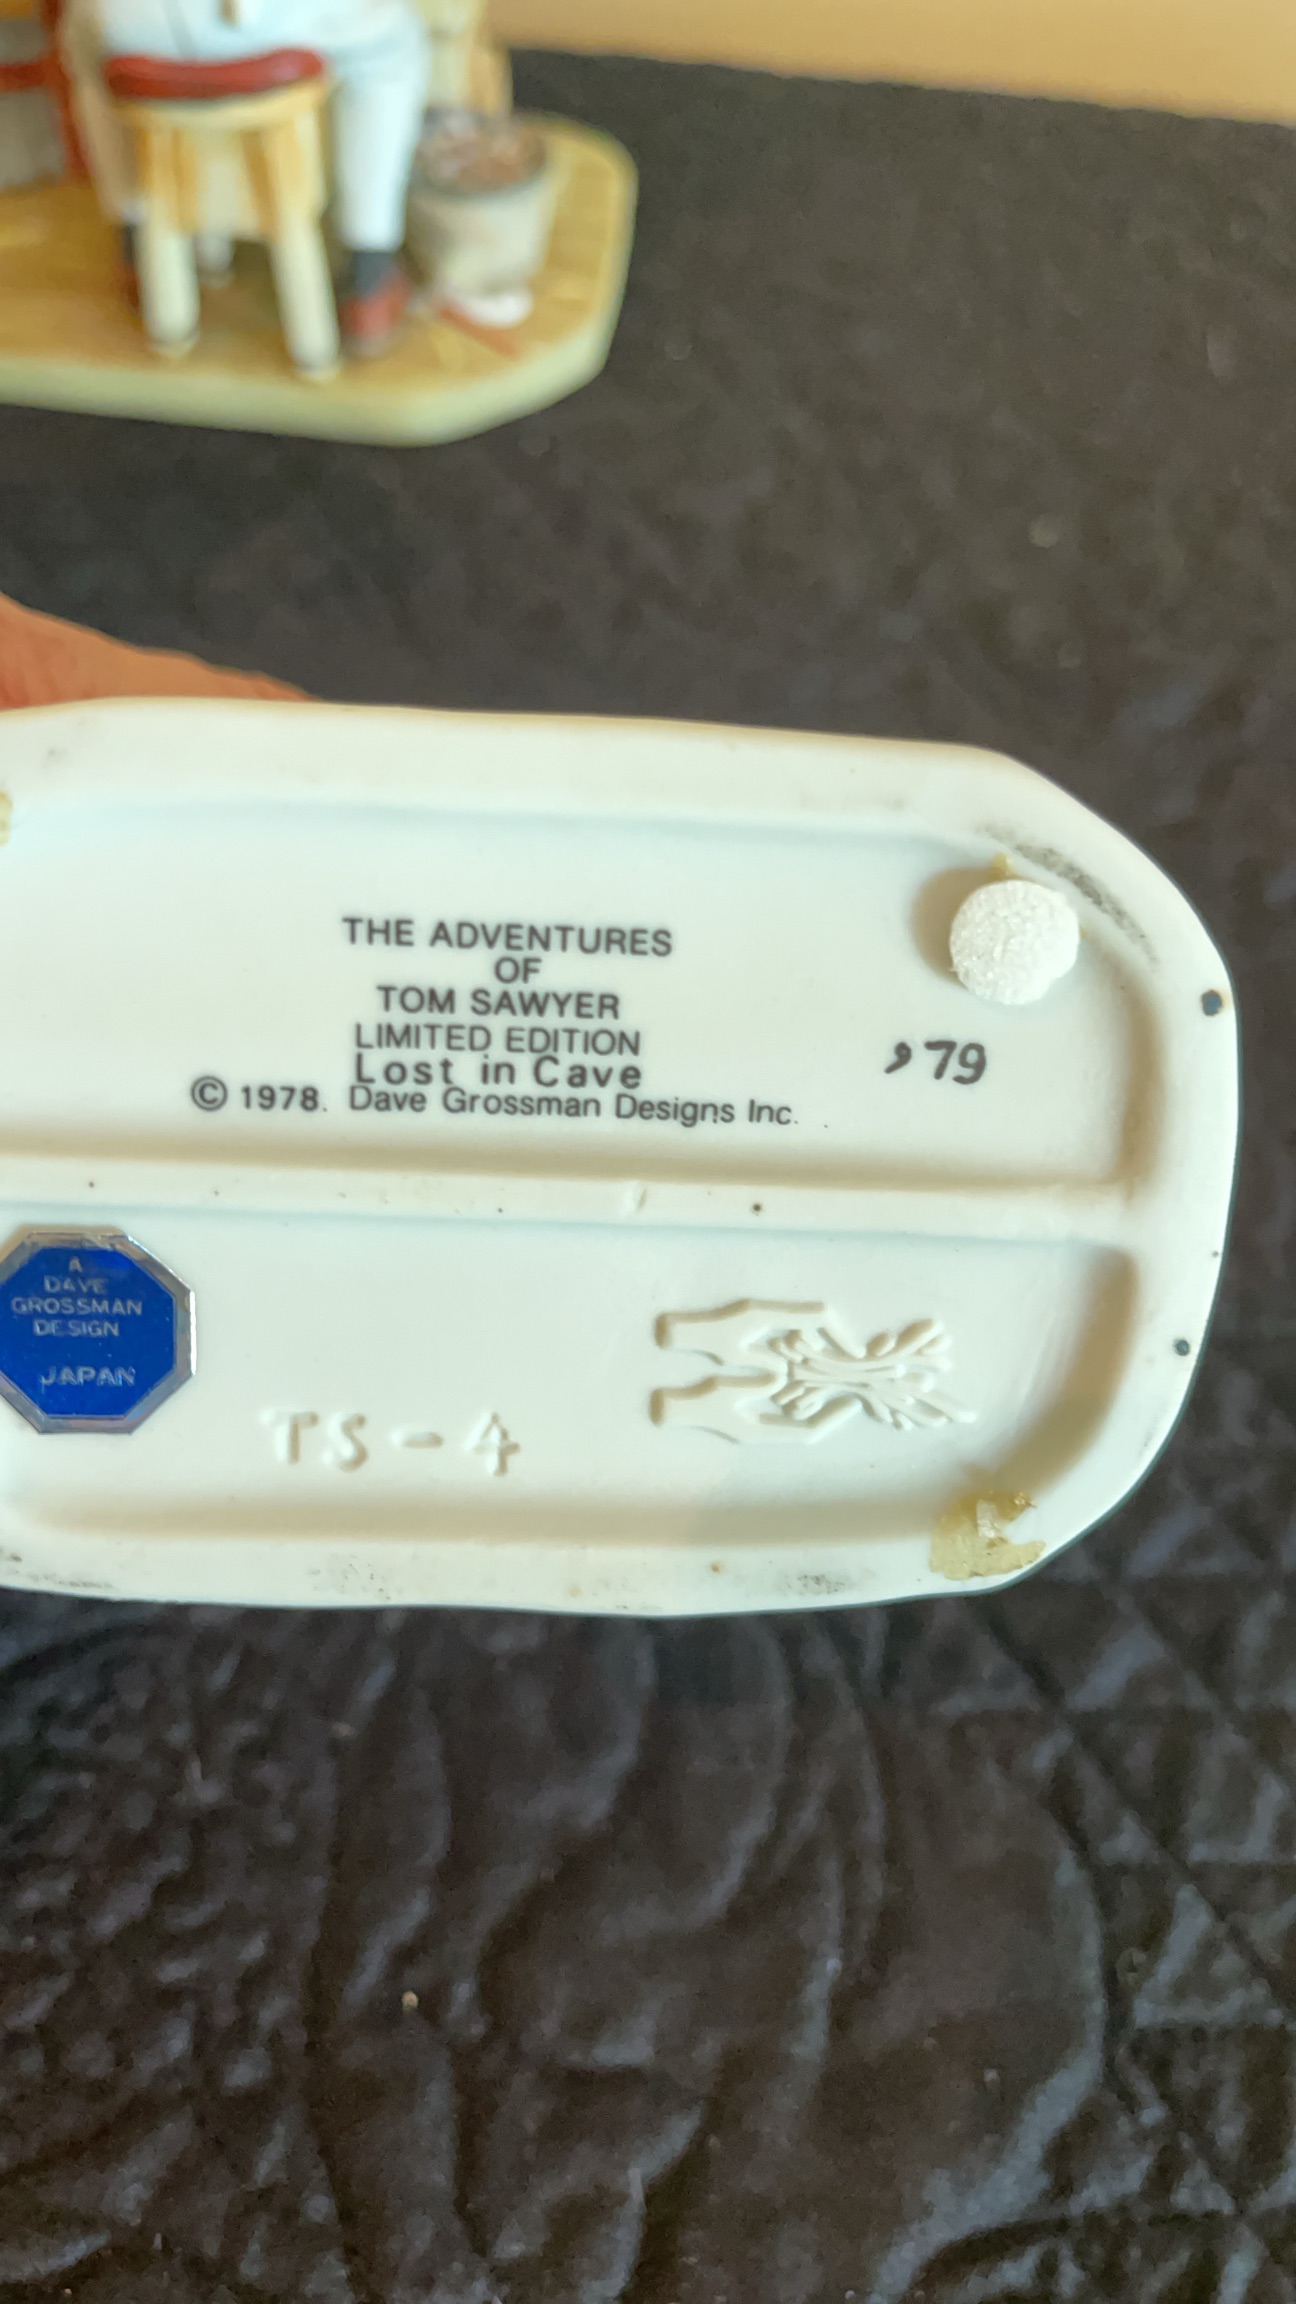 THE ADVENTURES
OF
TOM SAWYER
LIMITED EDITION
Lost in Cave
© 1978. Dave Grossman Designs Inc.
'79
A
DAVE
GROSSMAN
DESIGN
JAPAN
TS-4